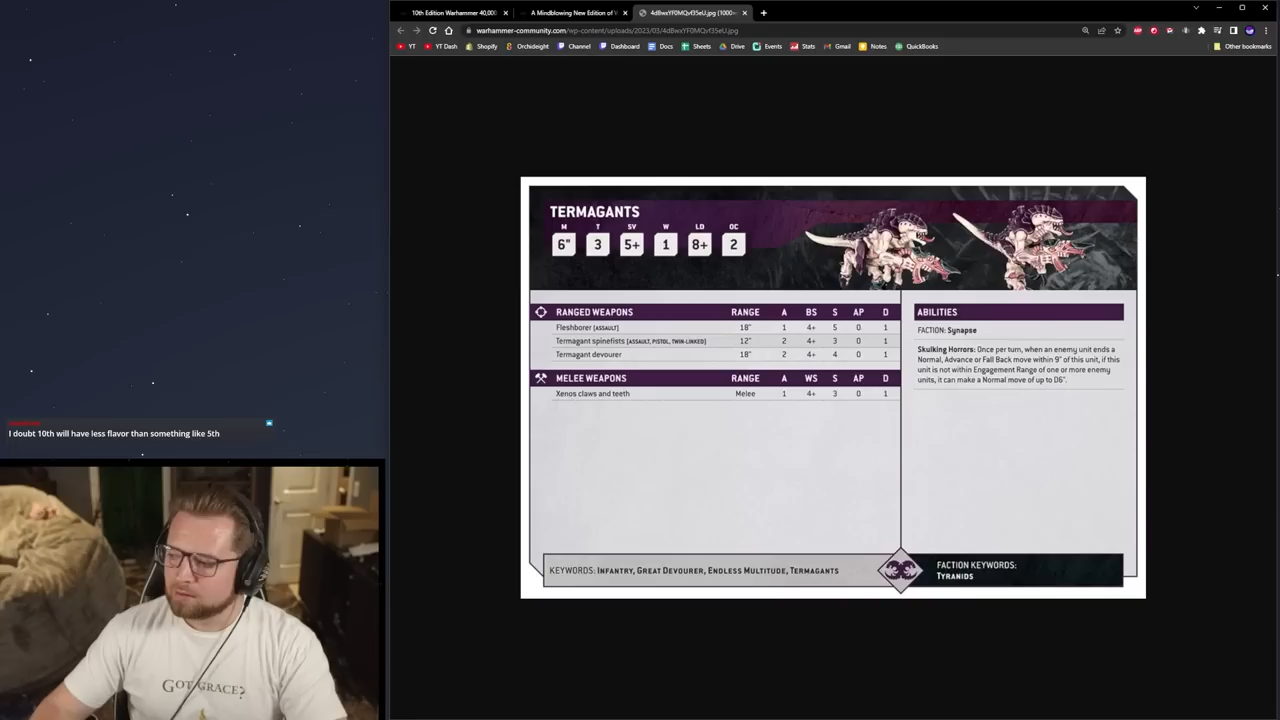 10th Edition Warhammer 40,000
A Mindblowing New Edition of W
4dBwxYF0MQvf35eU.jpg (1000×
warhammer-community.com/wp-content/uploads/2023/03/4dBwxYF0MQvf35eU.jpg
YT YT Dash Shopify Orchideight Channel Dashboard Docs Sheets Drive Events Stats Gmail Notes QuickBooks Other bookmarks
TERMAGANTS
M T SV W LD OC
6" 3 5+ 1 8+ 2
RANGED WEAPONS RANGE A BS S AP D
Fleshborer [ASSAULT] 18" 1 4+ 5 0 1
Termagant spinefists [ASSAULT, PISTOL, TWIN-LINKED] 12" 2 4+ 3 0 1
Termagant devourer 18" 2 4+ 4 0 1
MELEE WEAPONS RANGE A WS S AP D
Xenos claws and teeth Melee 1 4+ 3 0 1
ABILITIES
FACTION: Synapse
Skulking Horrors: Once per turn, when an enemy unit ends a
Normal, Advance or Fall Back move within 9" of this unit, if this
unit is not within Engagement Range of one or more enemy
units, it can make a Normal move of up to D6".
KEYWORDS: INFANTRY, GREAT DEVOURER, ENDLESS MULTITUDE, TERMAGANTS
FACTION KEYWORDS:
TYRANIDS
I doubt 10th will have less flavor than something like 5th
GOT GRACE?